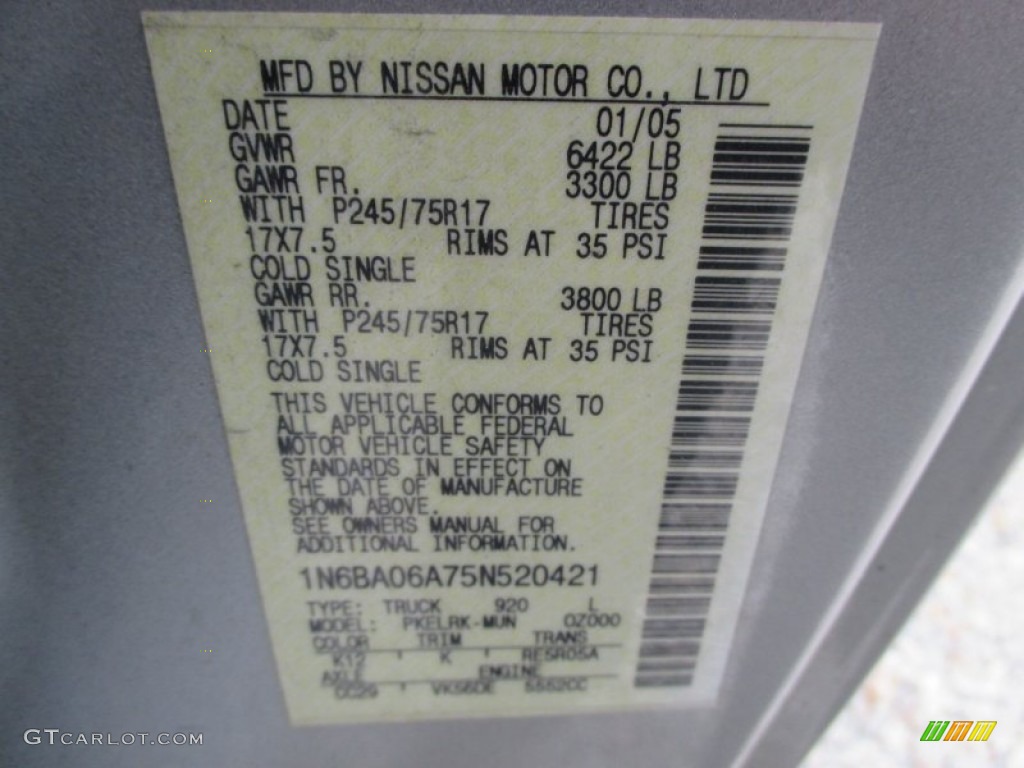 MFD BY NISSAN MOTOR CO., LTD
DATE 01/05
GVWR 6422 LB
GAWR FR. 3300 LB
WITH P245/75R17 TIRES
17X7.5 RIMS AT 35 PSI
COLD SINGLE
GAWR RR. 3800 LB
WITH P245/75R17 TIRES
17X7.5 RIMS AT 35 PSI
COLD SINGLE
THIS VEHICLE CONFORMS TO
ALL APPLICABLE FEDERAL
MOTOR VEHICLE SAFETY
STANDARDS IN EFFECT ON
THE DATE OF MANUFACTURE
SHOWN ABOVE.
SEE OWNERS MANUAL FOR
ADDITIONAL INFORMATION.
1N6BA06A75N520421
TYPE: TRUCK 920 L
MODEL: PKELRK-MUN OZ000
COLOR TRIM TRANS
K12 K RE5R05A
AXLE ENGINE
CC29 VK56DE 5552CC
GTCARLOT.COM